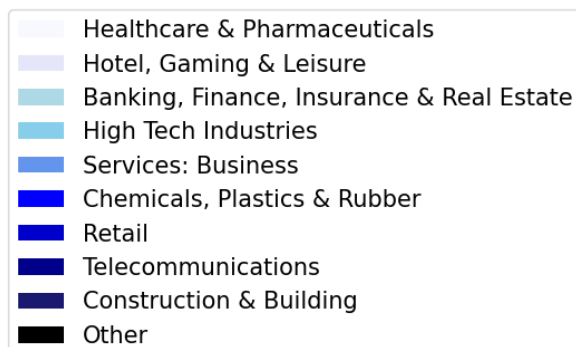 Healthcare & Pharmaceuticals
Hotel, Gaming & Leisure
Banking, Finance, Insurance & Real Estate
High Tech Industries
Services: Business
Chemicals, Plastics & Rubber
Retail
Telecommunications
Construction & Building
Other